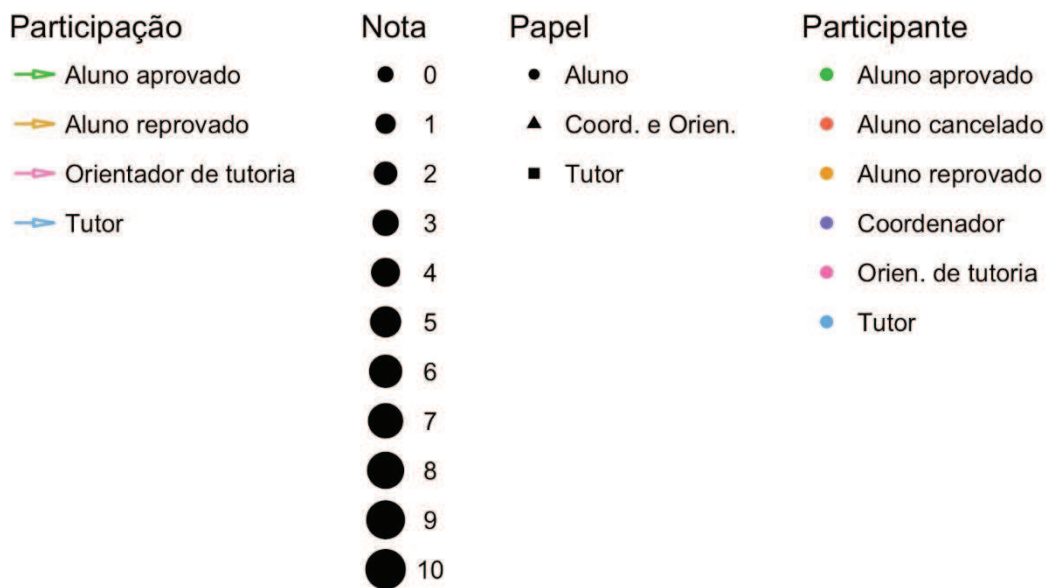 Participação
Aluno aprovado
Aluno reprovado
Orientador de tutoria
Tutor
Nota
0
1
2
3
4
5
6
7
8
9
10
Papel
Aluno
Coord. e Orien.
Tutor
Participante
Aluno aprovado
Aluno cancelado
Aluno reprovado
Coordenador
Orien. de tutoria
Tutor